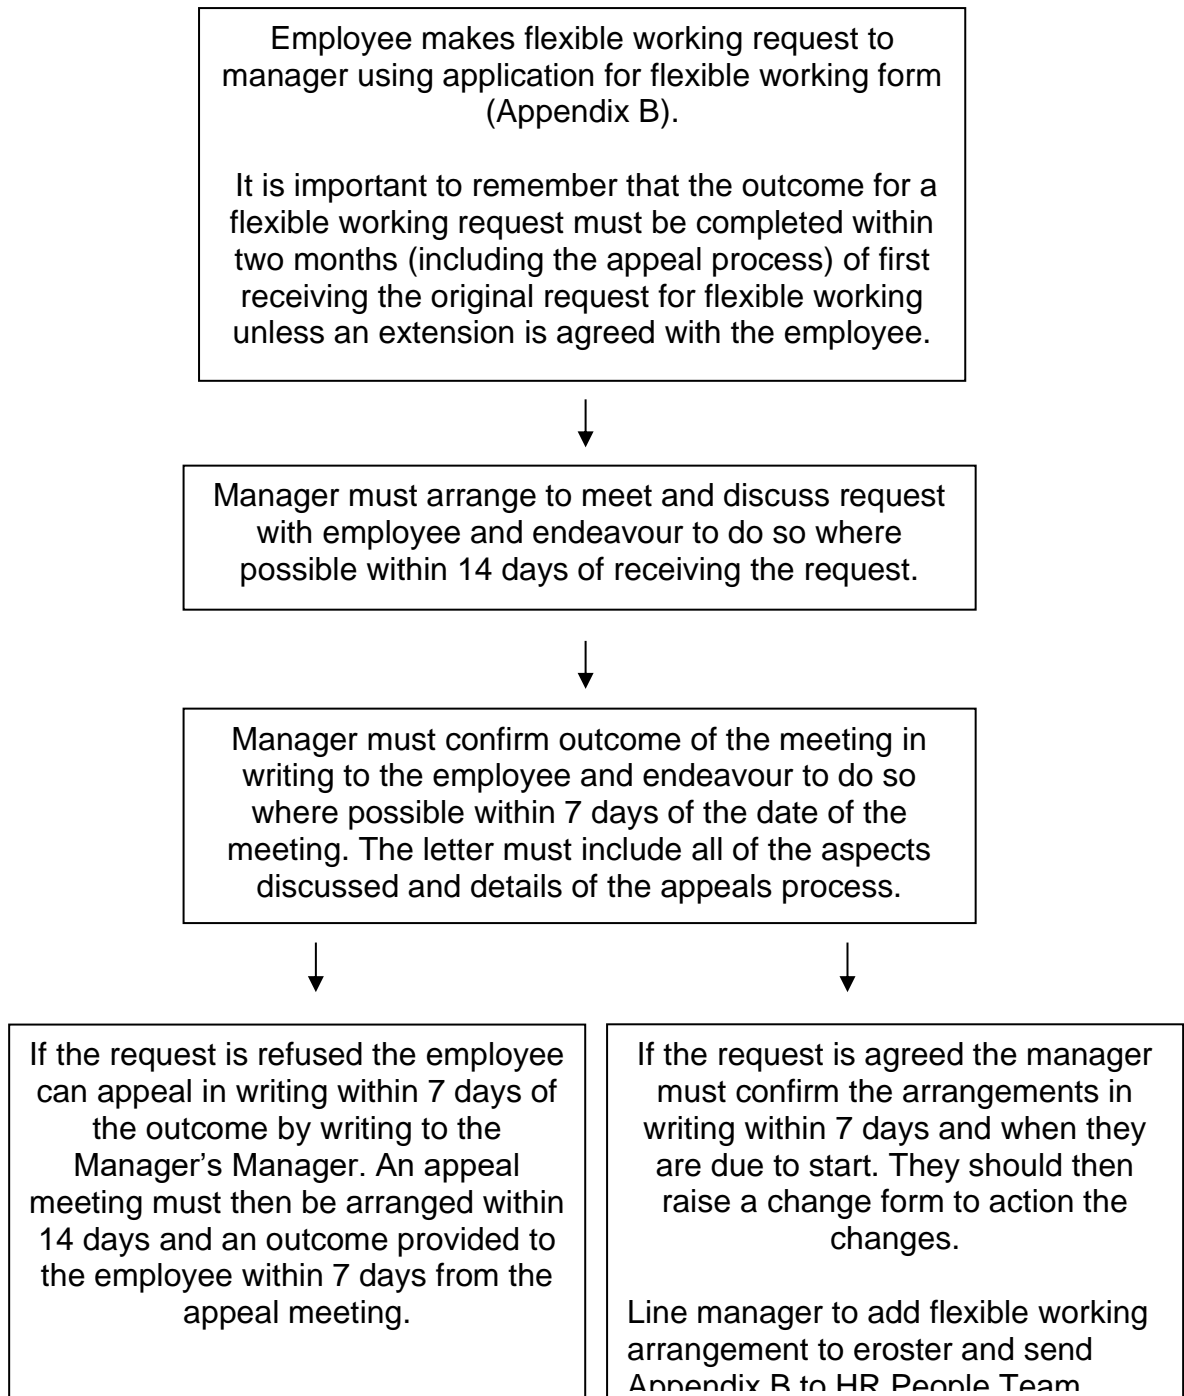 Employee makes flexible working request to
manager using application for flexible working form
(Appendix B).
It is important to remember that the outcome for a
flexible working request must be completed within
two months (including the appeal process) of first
receiving the original request for flexible working
unless an extension is agreed with the employee.
Manager must arrange to meet and discuss request
with employee and endeavour to do so where
possible within 14 days of receiving the request.
Manager must confirm outcome of the meeting in
writing to the employee and endeavour to do so
where possible within 7 days of the date of the
meeting. The letter must include all of the aspects
discussed and details of the appeals process.
If the request is refused the employee
can appeal in writing within 7 days of
the outcome by writing to the
Manager’s Manager. An appeal
meeting must then be arranged within
14 days and an outcome provided to
the employee within 7 days from the
appeal meeting.
If the request is agreed the manager
must confirm the arrangements in
writing within 7 days and when they
are due to start. They should then
raise a change form to action the
changes.
Line manager to add flexible working
arrangement to eroster and send
Appendix B to HR People Team